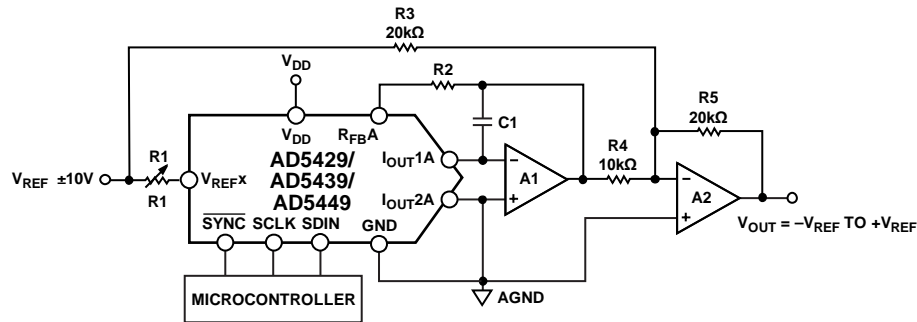 R3
20kΩ
VDD
R2
R5
20kΩ
VDD
RFBA
C1
AD5429/
AD5439/
AD5449
IOUT1A
R4
10kΩ
R1
A1
VREF ±10V
VREFx
R1
IOUT2A
A2
SYNC SCLK SDIN GND
VOUT = –VREF TO +VREF
AGND
MICROCONTROLLER